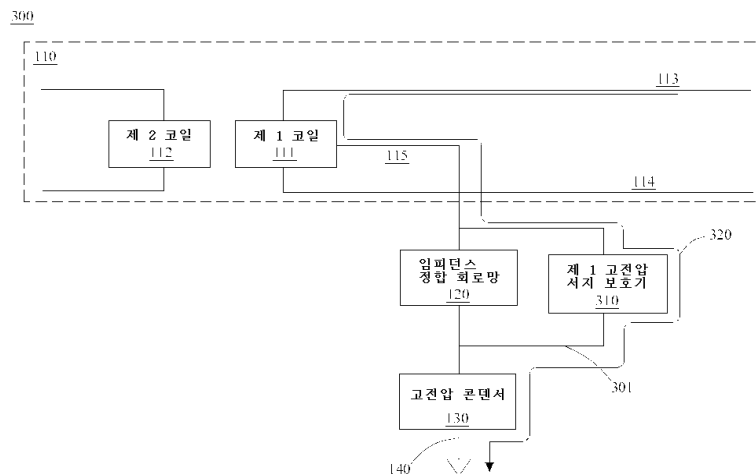 300
110
113
제 2 코일
112
제 1 코일
111
115
114
320
임피던스
정합 회로망
120
제 1 고전압
서지 보호기
310
301
고전압 콘덴서
130
140